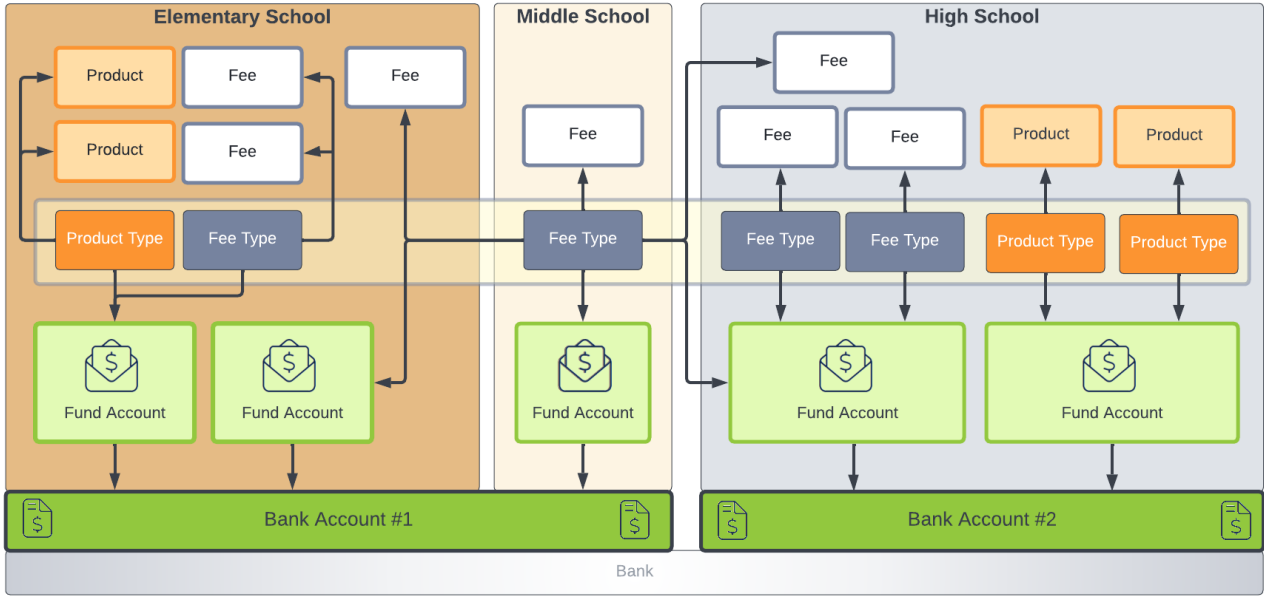 Elementary School
Middle School
High School
Product
Fee
Fee
Fee
Product
Fee
Fee
Fee
Fee
Product
Product
Product Type
Fee Type
Fee Type
Fee Type
Fee Type
Product Type
Product Type
$
Fund Account
$
Fund Account
$
Fund Account
$
Fund Account
$
Fund Account
$
Bank Account #1
$
$
Bank Account #2
$
Bank